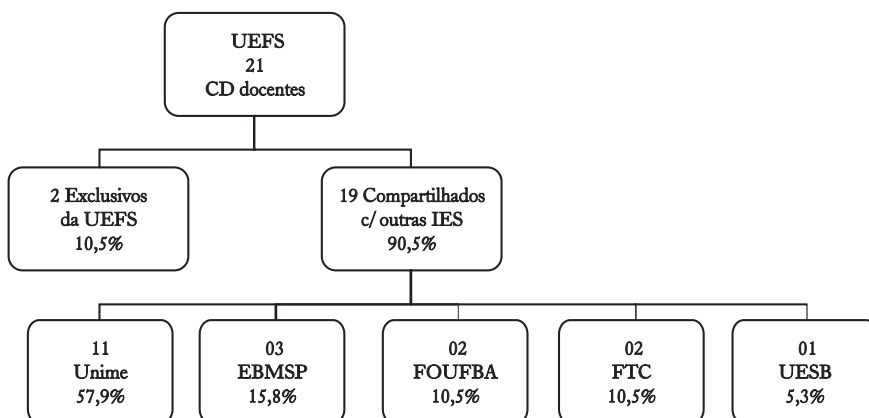 UEFS
21
CD docentes
2 Exclusivos
da UEFS
10,5%
19 Compartilhados
c/ outras IES
90,5%
11
Unime
57,9%
03
EBMSP
15,8%
02
FOUFBA
10,5%
02
FTC
10,5%
01
UESB
5,3%